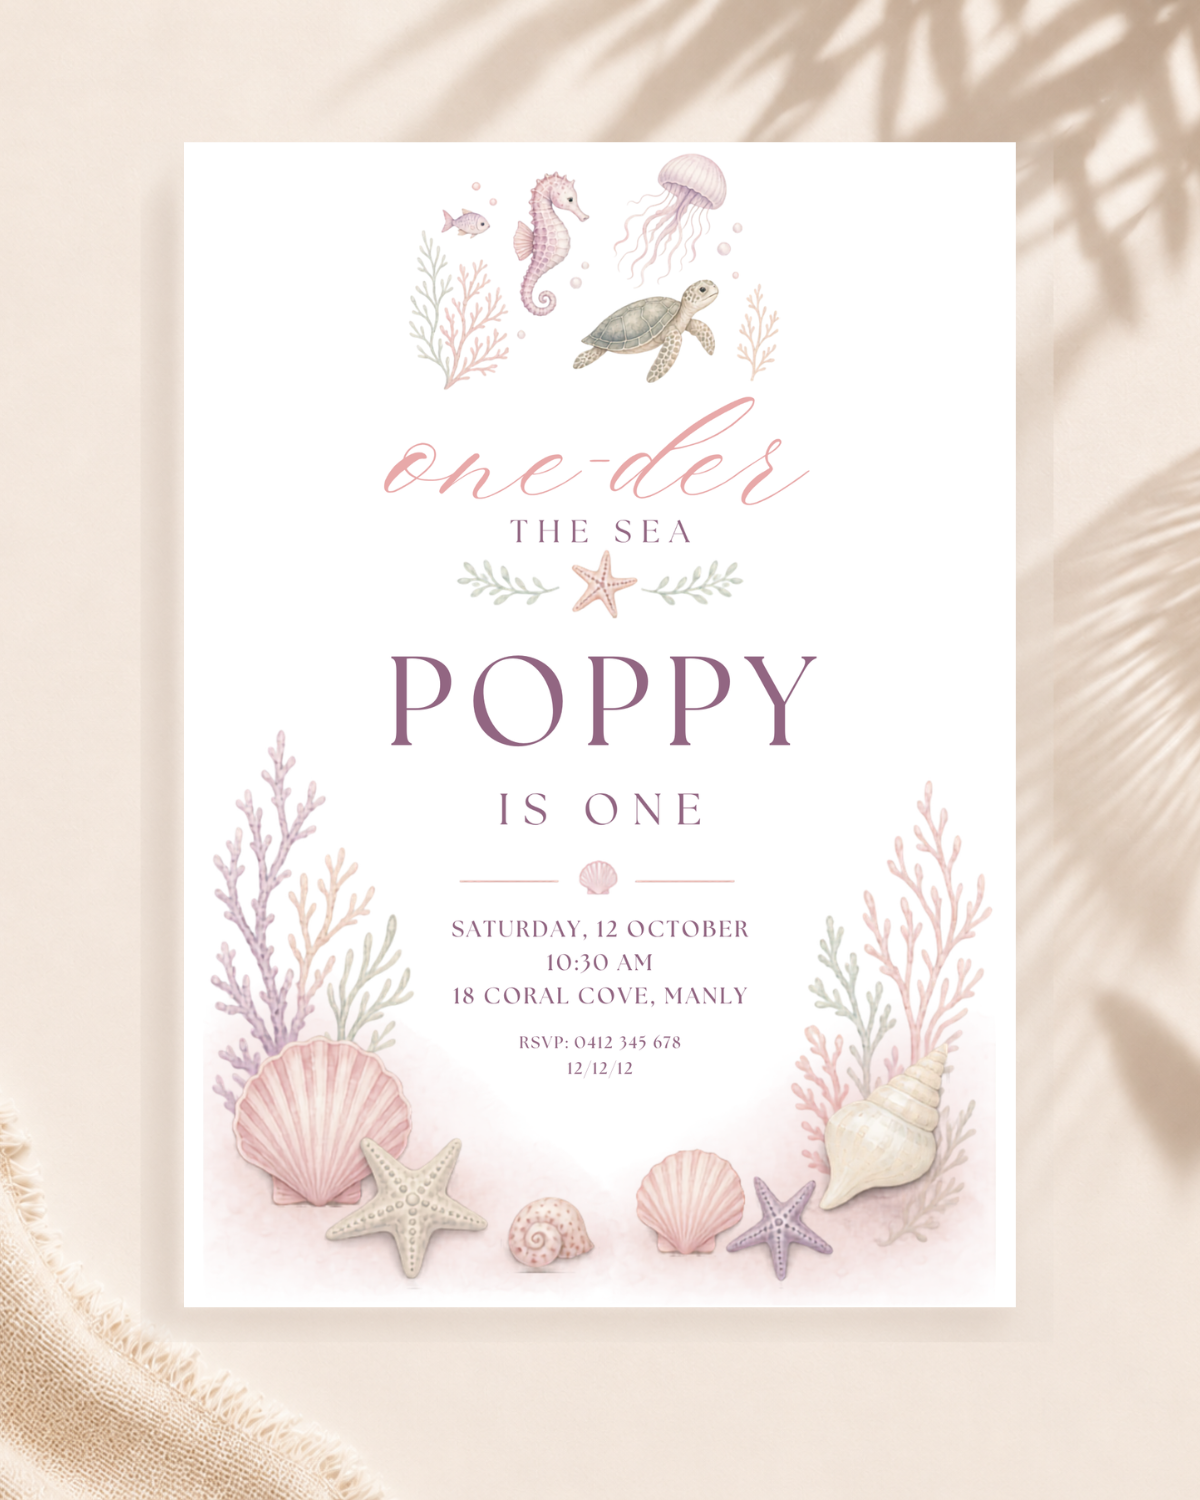 one-der
THE SEA
POPPY
IS ONE
SATURDAY, 12 OCTOBER
10:30 AM
18 CORAL COVE, MANLY
RSVP: 0412 345 678
12/12/12